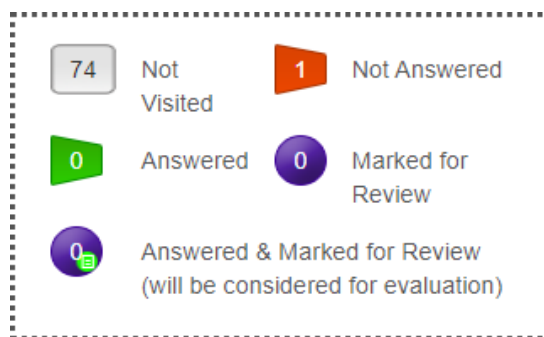 74 Not Visited
1 Not Answered
0 Answered
0 Marked for Review
0 Answered & Marked for Review
(will be considered for evaluation)